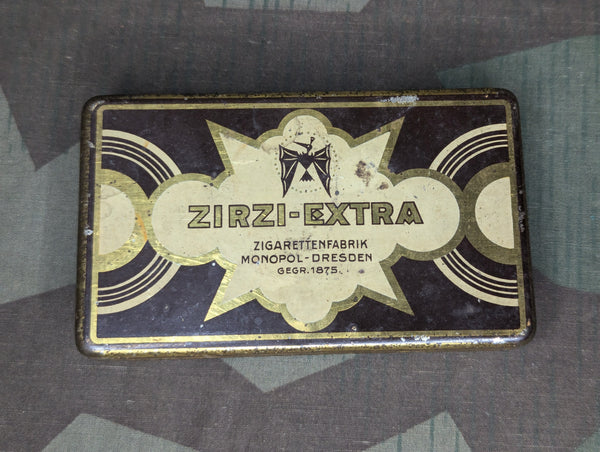 ZIRZI-EXTRA
ZIGARETTENFABRIK
MONOPOL-DRESDEN
GEGR.1875.